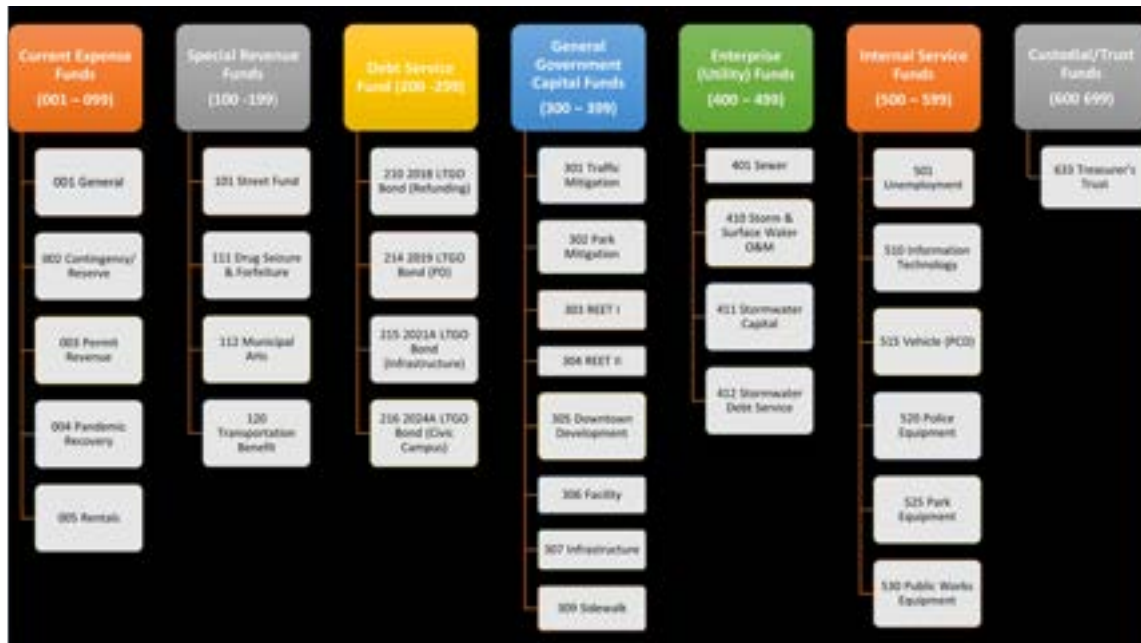 Current Expense
Funds
(001 – 099)
001 General
002 Contingency/
Reserve
003 Permit
Revenue
004 Pandemic
Recovery
005 Rentals
Special Revenue
Funds
(100 -199)
101 Street Fund
111 Drug Seizure
& Forfeiture
112 Municipal
Arts
120
Transportation
Benefit
Debt Service
Fund (200 -299)
210 2018 LTGO
Bond (Refunding)
214 2019 LTGO
Bond (PD)
215 2021A LTGO
Bond
(Infrastructure)
216 2024A LTGO
Bond (Civic
Campus)
General
Government
Capital Funds
(300 – 399)
301 Traffic
Mitigation
302 Park
Mitigation
303 REET I
304 REET II
305 Downtown
Development
306 Facility
307 Infrastructure
309 Sidewalk
Enterprise
(Utility) Funds
(400 – 499)
401 Sewer
410 Storm &
Surface Water
O&M
411 Stormwater
Capital
412 Stormwater
Debt Service
Internal Service
Funds
(500 – 599)
501
Unemployment
510 Information
Technology
515 Vehicle (PCD)
520 Police
Equipment
525 Park
Equipment
530 Public Works
Equipment
Custodial/Trust
Funds
(600 699)
633 Treasurer's
Trust